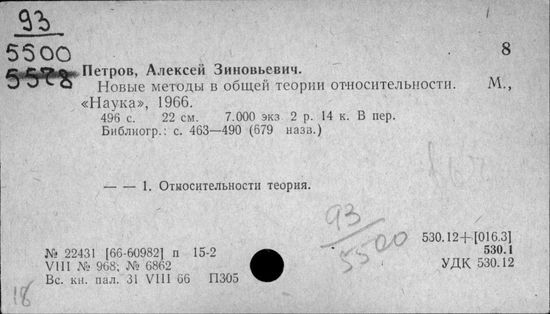 93
5500
5578
8
Петров, Алексей Зиновьевич.
Новые методы в общей теории относительности. М.,
«Наука», 1966.
496 с. 22 см. 7.000 экз 2 р. 14 к. В пер.
Библиогр.: с. 463—490 (679 назв.)
— — 1. Относительности теория.
93
5500
530.12+[016.3]
530.1
УДК 530.12
№ 22431 [66-60982] п 15-2
VIII № 968; № 6862
Вс. кн. пал. 31 VIII 66 П305
18